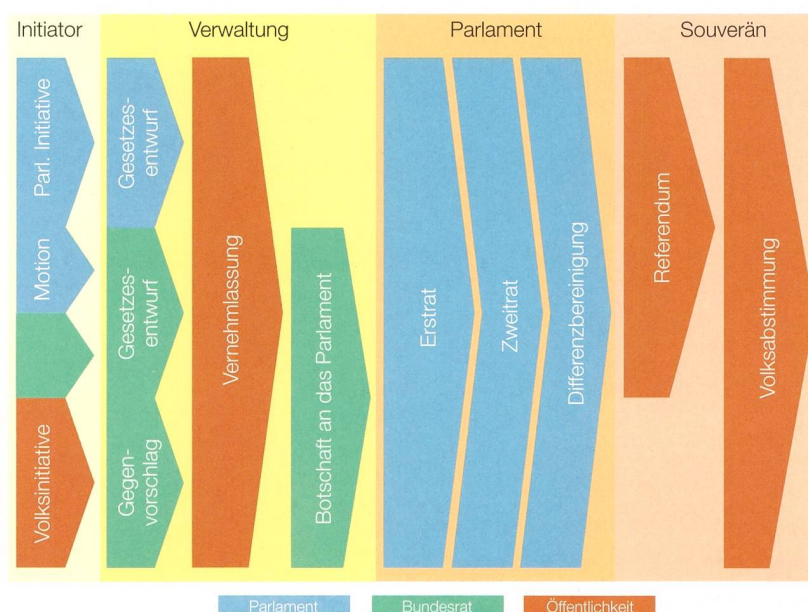 Initiator
Verwaltung
Parlament
Souverän
Parl. Initiative
Motion
Volksinitiative
Gesetzes-
entwurf
Gesetzes-
entwurf
Gegen-
vorschlag
Vernehmlassung
Botschaft an das Parlament
Erstrat
Zweitrat
Differenzbereinigung
Referendum
Volksabstimmung
Parlament
Bundesrat
Öffentlichkeit